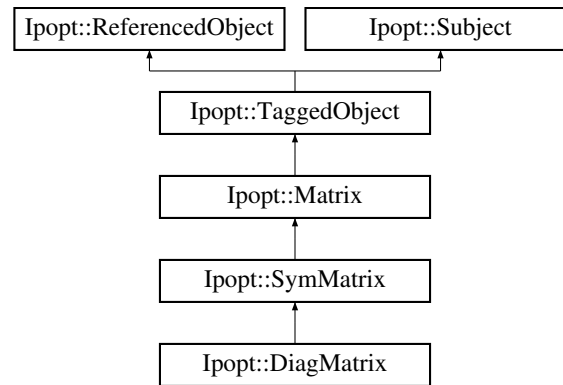 Ipopt::ReferencedObject
Ipopt::Subject
Ipopt::TaggedObject
Ipopt::Matrix
Ipopt::SymMatrix
Ipopt::DiagMatrix